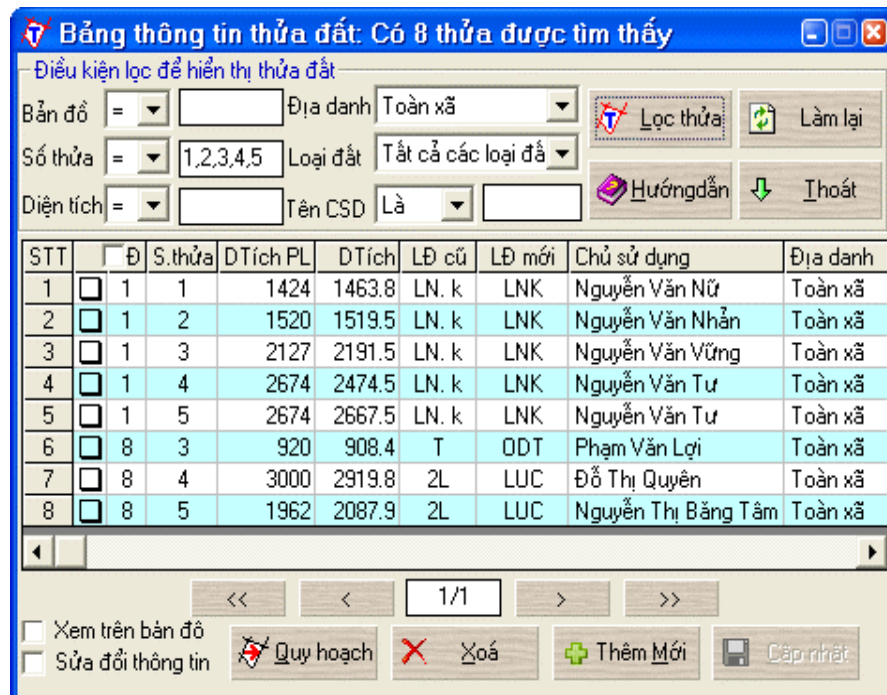 Bảng thông tin thửa đất: Có 8 thửa được tìm thấy
Điều kiện lọc để hiển thị thửa đất
Bản đồ = Địa danh Toàn xã Lọc thửa Làm lại
Số thửa = 1,2,3,4,5 Loại đất Tất cả các loại đấ
Diện tích = Tên CSD Là Hướngdẫn Thoát
STT Đ S.thửa DTích PL DTích LĐ cũ LĐ mới Chủ sử dụng Địa danh
1 1 1 1424 1463.8 LN. k LNK Nguyễn Văn Nữ Toàn xã
2 1 2 1520 1519.5 LN. k LNK Nguyễn Văn Nhản Toàn xã
3 1 3 2127 2191.5 LN. k LNK Nguyễn Văn Vững Toàn xã
4 1 4 2674 2474.5 LN. k LNK Nguyễn Văn Tư Toàn xã
5 1 5 2674 2667.5 LN. k LNK Nguyễn Văn Tư Toàn xã
6 8 3 920 908.4 T ODT Phạm Văn Lợi Toàn xã
7 8 4 3000 2919.8 2L LUC Đỗ Thị Quyên Toàn xã
8 8 5 1962 2087.9 2L LUC Nguyễn Thị Băng Tâm Toàn xã
<< < 1/1 > >>
Xem trên bản đồ
Sửa đổi thông tin Quy hoạch Xoá Thêm Mới Cập nhật